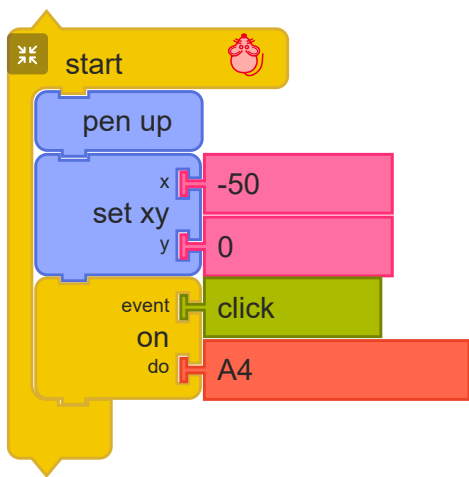 start
pen up
x -50
set xy
y 0
event click
on
do A4